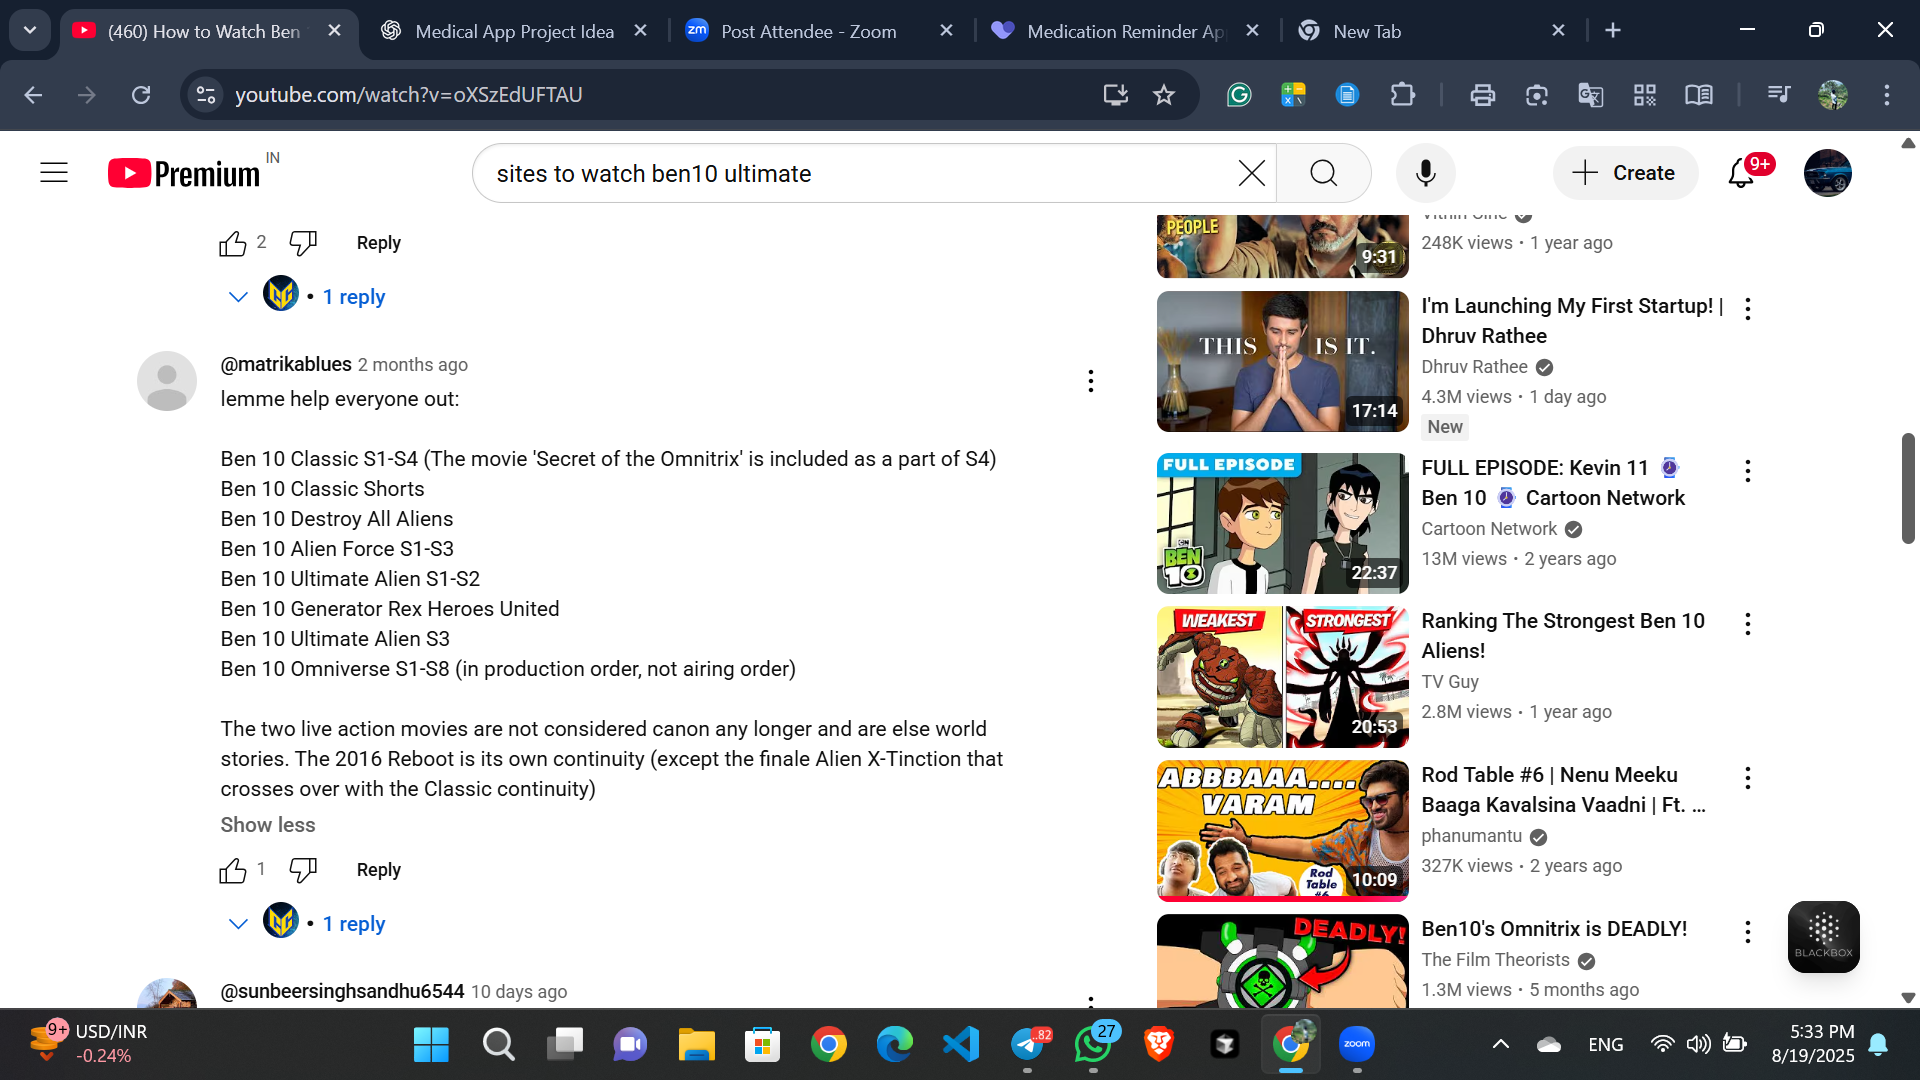 (460) How to Watch Ben
Medical App Project Idea
zm
Post Attendee - Zoom
Medication Reminder Ap
New Tab
youtube.com/watch?v=oXSzEdUFTAU
Premium
IN
sites to watch ben10 ultimate
Create
9+
2
Reply
• 1 reply
@matrikablues 2 months ago
lemme help everyone out:
Ben 10 Classic S1-S4 (The movie 'Secret of the Omnitrix' is included as a part of S4)
Ben 10 Classic Shorts
Ben 10 Destroy All Aliens
Ben 10 Alien Force S1-S3
Ben 10 Ultimate Alien S1-S2
Ben 10 Generator Rex Heroes United
Ben 10 Ultimate Alien S3
Ben 10 Omniverse S1-S8 (in production order, not airing order)
The two live action movies are not considered canon any longer and are else world
stories. The 2016 Reboot is its own continuity (except the finale Alien X-Tinction that
crosses over with the Classic continuity)
Show less
1
Reply
• 1 reply
@sunbeersinghsandhu6544 10 days ago
PEOPLE
9:31
Vithin Cine
248K views • 1 year ago
THIS IS IT.
17:14
I'm Launching My First Startup! |
Dhruv Rathee
Dhruv Rathee
4.3M views • 1 day ago
New
FULL EPISODE
CN
BEN
10
22:37
FULL EPISODE: Kevin 11
Ben 10 Cartoon Network
Cartoon Network
13M views • 2 years ago
WEAKEST
STRONGEST
20:53
Ranking The Strongest Ben 10
Aliens!
TV Guy
2.8M views • 1 year ago
ABBBAAA....
VARAM
Rod
Table
#6
10:09
Rod Table #6 | Nenu Meeku
Baaga Kavalsina Vaadni | Ft. ...
phanumantu
327K views • 2 years ago
DEADLY!
Ben10's Omnitrix is DEADLY!
The Film Theorists
1.3M views • 5 months ago
BLACKBOX
9+
USD/INR
-0.24%
..82
27
zoom
ENG
5:33 PM
8/19/2025